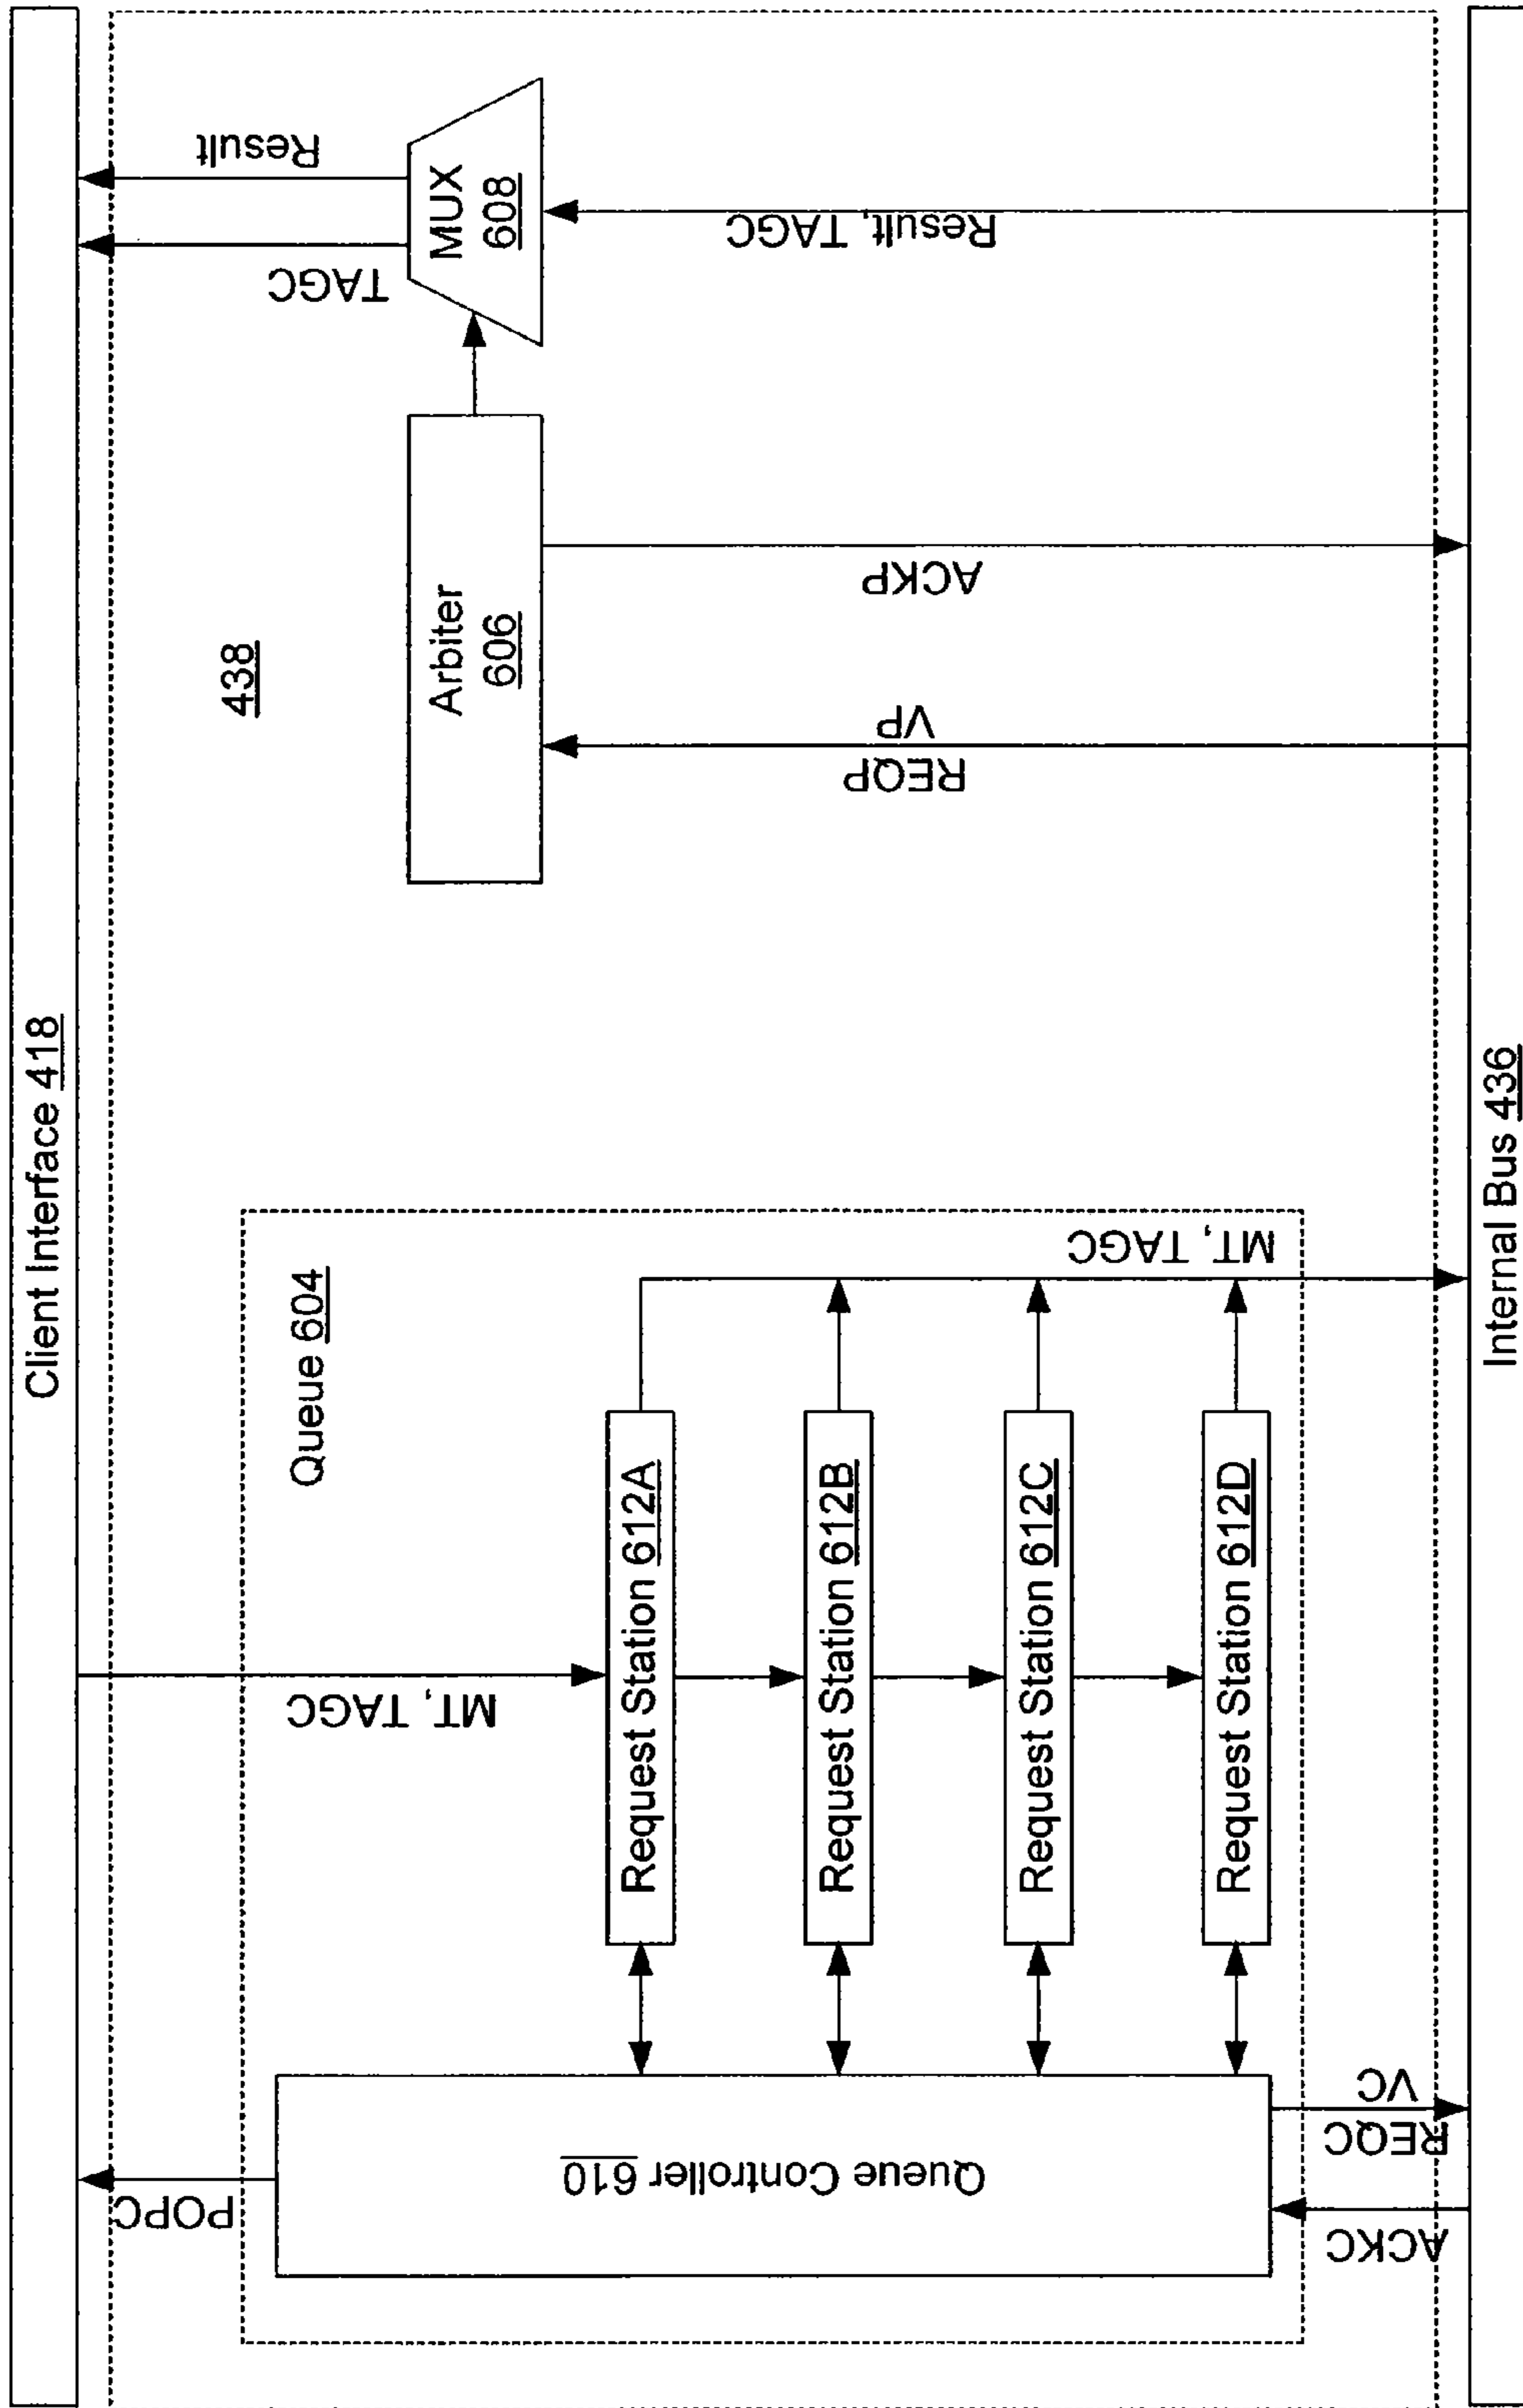 Client Interface 418
POPC
MT, TAGC
TAGC
Result
438
Queue 604
Queue Controller 610
Request Station 612A
Request Station 612B
Request Station 612C
Request Station 612D
MT, TAGC
Arbiter
606
MUX
608
REQP
VP
ACKP
Result, TAGC
ACKC
REQC
VC
Internal Bus 436